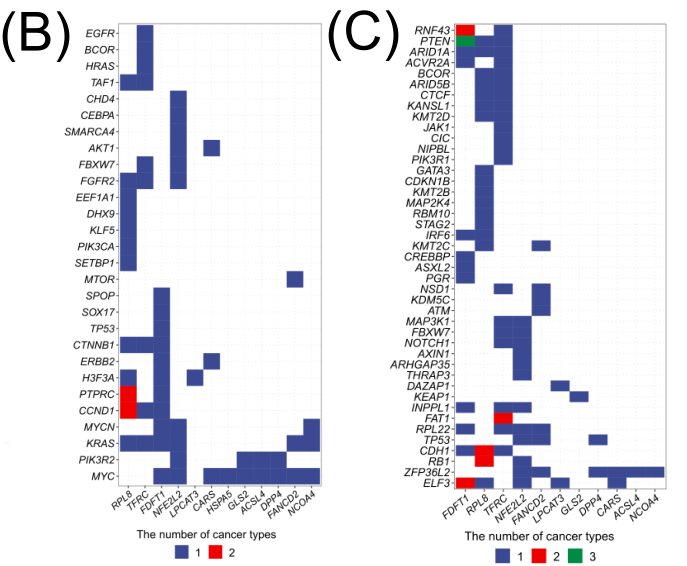 (B)
EGFR
BCOR
HRAS
TAF1
CHD4
CEBPA
SMARCA4
AKT1
FBXW7
FGFR2
EEF1A1
DHX9
KLF5
PIK3CA
SETBP1
MTOR
SPOP
SOX17
TP53
CTNNB1
ERBB2
H3F3A
PTPRC
CCND1
MYCN
KRAS
PIK3R2
MYC
RPL8
TFRC
FDFT1
NFE2L2
LPCAT3
CARS
HSPA5
GLS2
ACSL4
DPP4
FANCD2
NCOA4
The number of cancer types
1 2
(C)
RNF43
PTEN
ARID1A
ACVR2A
BCOR
ARID5B
CTCF
KANSL1
KMT2D
JAK1
CIC
NIPBL
PIK3R1
GATA3
CDKN1B
KMT2B
MAP2K4
RBM10
STAG2
IRF6
KMT2C
CREBBP
ASXL2
PGR
NSD1
KDM5C
ATM
MAP3K1
FBXW7
NOTCH1
AXIN1
ARHGAP35
THRAP3
DAZAP1
KEAP1
INPPL1
FAT1
RPL22
TP53
CDH1
RB1
ZFP36L2
ELF3
FDFT1
RPL8
TFRC
NFE2L2
FANCD2
LPCAT3
GLS2
DPP4
CARS
ACSL4
NCOA4
The number of cancer types
1 2 3